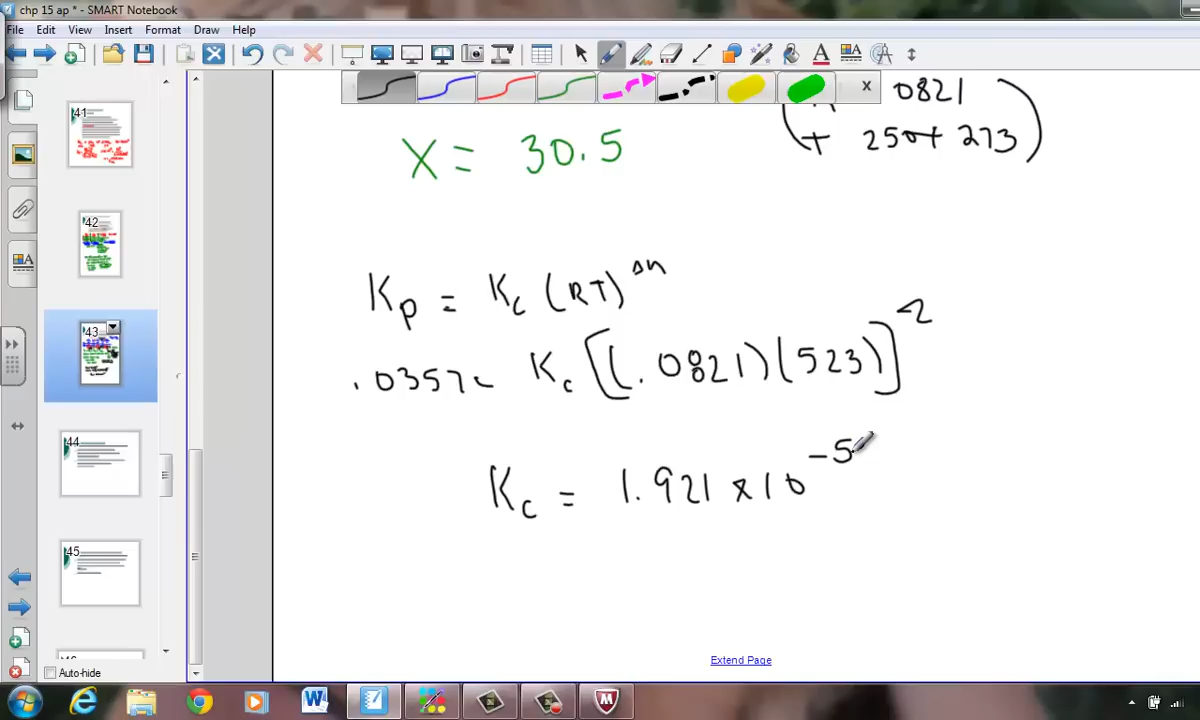 chp 15 ap * - SMART Notebook
File Edit View Insert Format Draw Help
x
0821
+ 250 + 273
X = 30.5
Kp = Kc (RT)^Δn
.0357 = Kc [(.0821)(523)]^2
Kc = 1.921 x 10^-5
41
42
43
44
45
Auto-hide
Extend Page